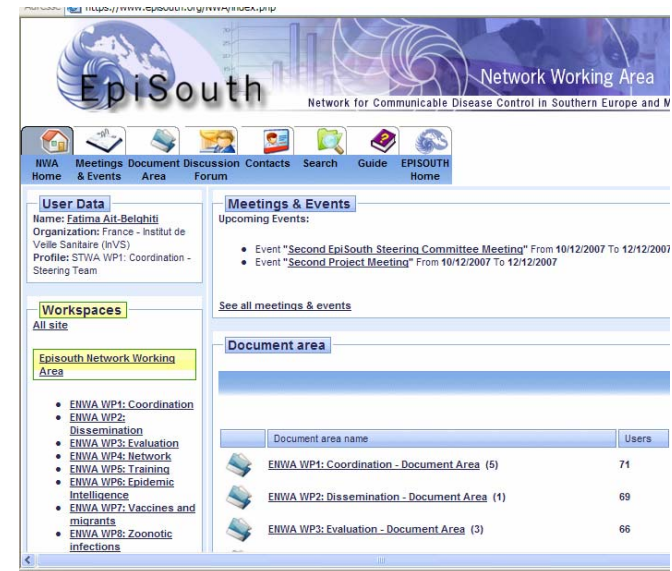 Adresse https://www.episouth.org/NWA/index.php
EpiSouth
Network Working Area
Network for Communicable Disease Control in Southern Europe and M
NWA Home
Meetings & Events
Document Area
Discussion Forum
Contacts
Search
Guide
EPISOUTH Home
User Data
Name: Fatima Ait-Belghiti
Organization: France - Institut de
Veille Sanitaire (InVS)
Profile: STWA WP1: Coordination -
Steering Team
Workspaces
All site
Episouth Network Working
Area
ENWA WP1: Coordination
ENWA WP2:
Dissemination
ENWA WP3: Evaluation
ENWA WP4: Network
ENWA WP5: Training
ENWA WP6: Epidemic
Intelligence
ENWA WP7: Vaccines and
migrants
ENWA WP8: Zoonotic
infections
Meetings & Events
Upcoming Events:
Event "Second EpiSouth Steering Committee Meeting" From 10/12/2007 To 12/12/2007
Event "Second Project Meeting" From 10/12/2007 To 12/12/2007
See all meetings & events
Document area
Document area name Users
ENWA WP1: Coordination - Document Area (5) 71
ENWA WP2: Dissemination - Document Area (1) 69
ENWA WP3: Evaluation - Document Area (3) 66